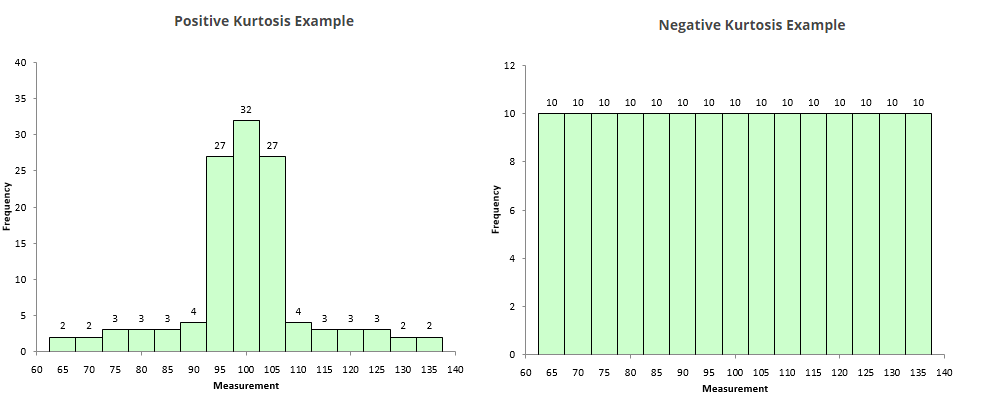 Positive Kurtosis Example
40
35
30
25
20
15
10
5
0
Frequency
2 2 3 3 3 4 27 32 27 4 3 3 3 2 2
60 65 70 75 80 85 90 95 100 105 110 115 120 125 130 135 140
Measurement
Negative Kurtosis Example
12
10
8
6
4
2
0
Frequency
10 10 10 10 10 10 10 10 10 10 10 10 10 10 10
60 65 70 75 80 85 90 95 100 105 110 115 120 125 130 135 140
Measurement